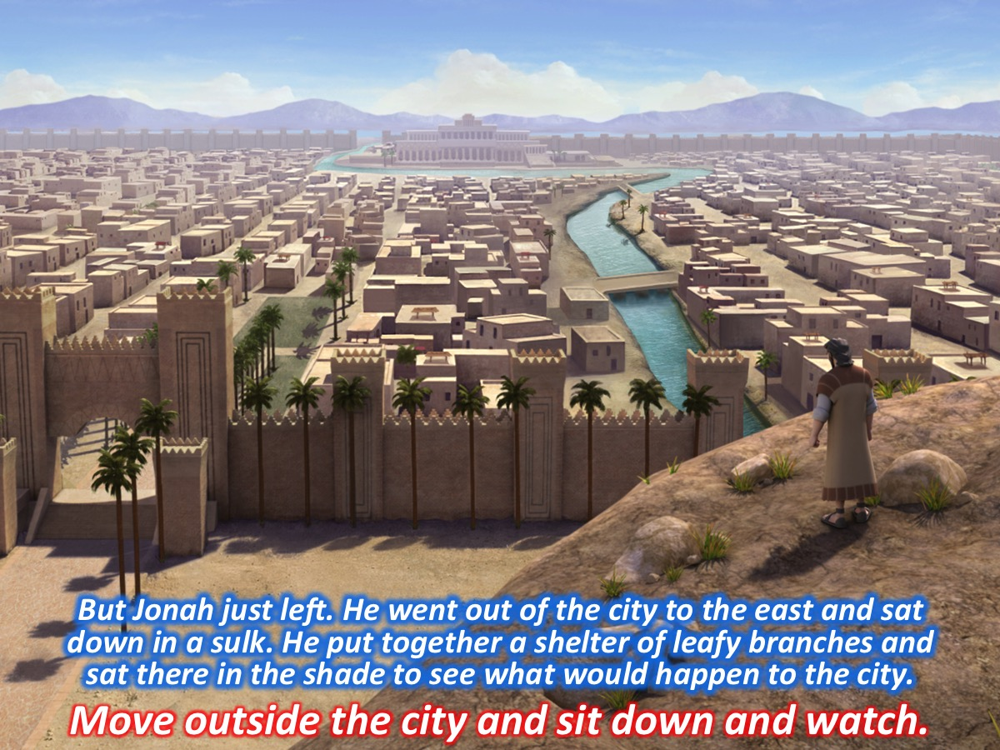 But Jonah just left. He went out of the city to the east and sat
down in a sulk. He put together a shelter of leafy branches and
sat there in the shade to see what would happen to the city.
Move outside the city and sit down and watch.